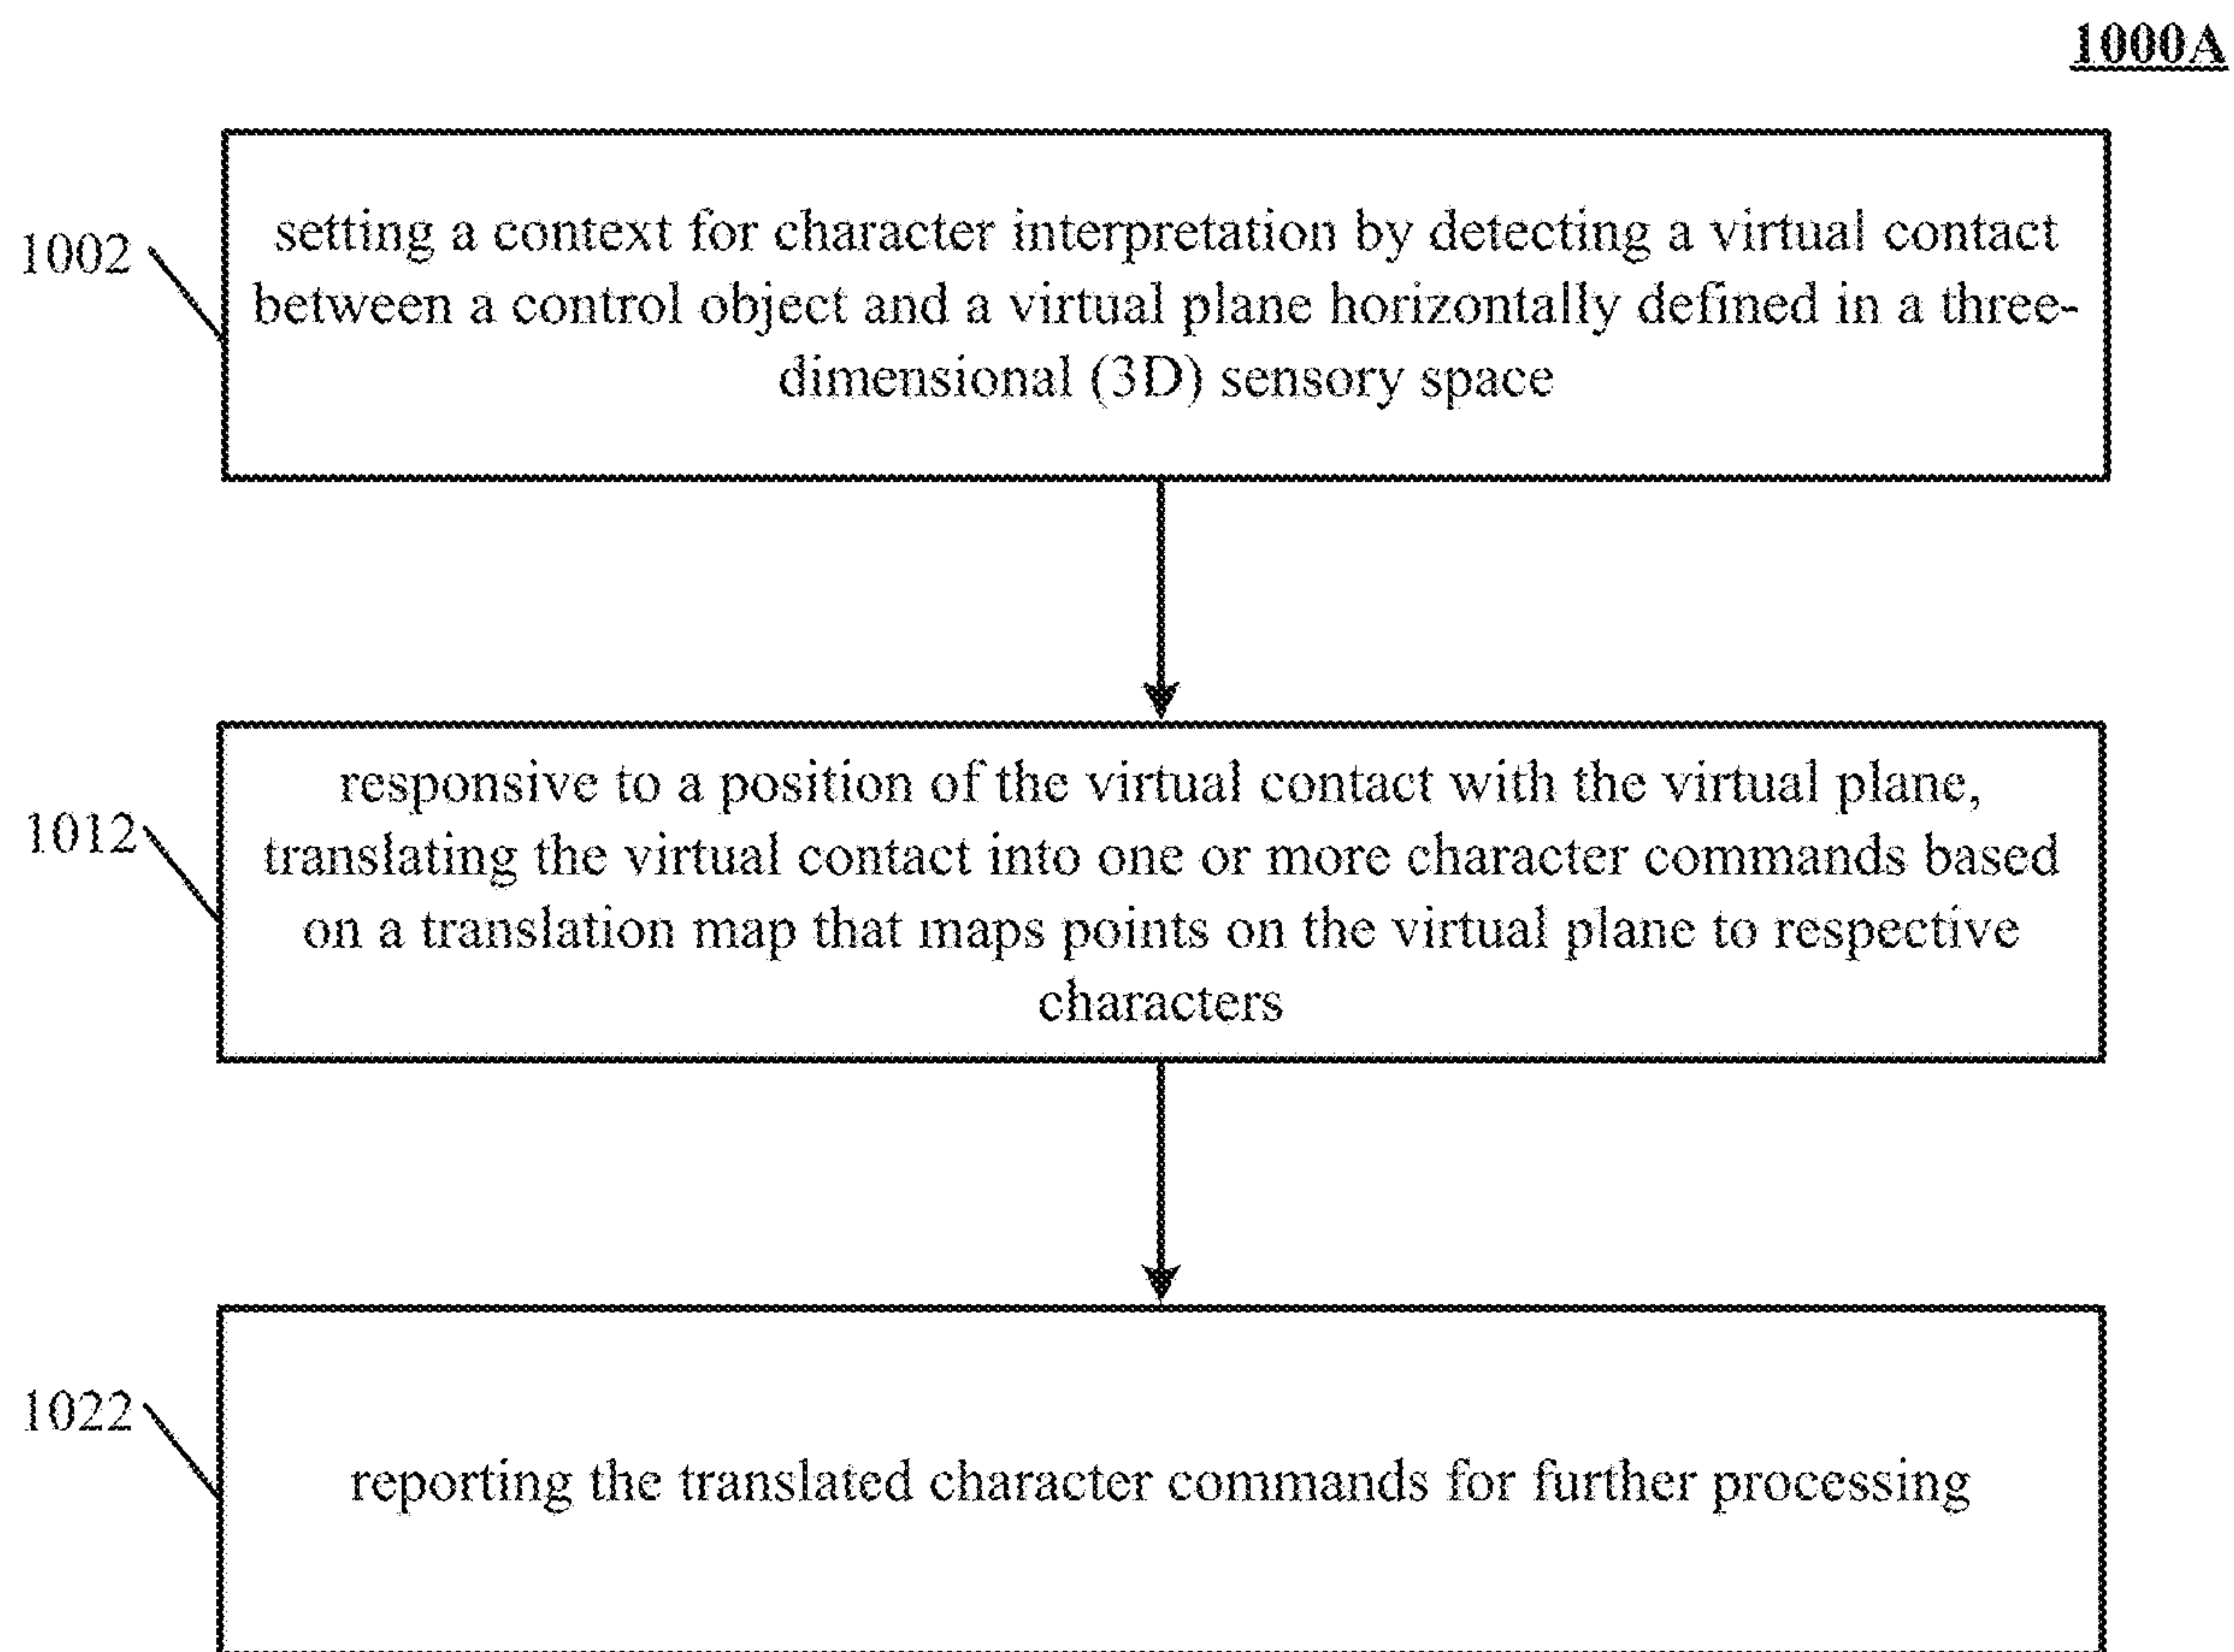 1000A
1002
setting a context for character interpretation by detecting a virtual contact
between a control object and a virtual plane horizontally defined in a three-
dimensional (3D) sensory space
1012
responsive to a position of the virtual contact with the virtual plane,
translating the virtual contact into one or more character commands based
on a translation map that maps points on the virtual plane to respective
characters
1022
reporting the translated character commands for further processing